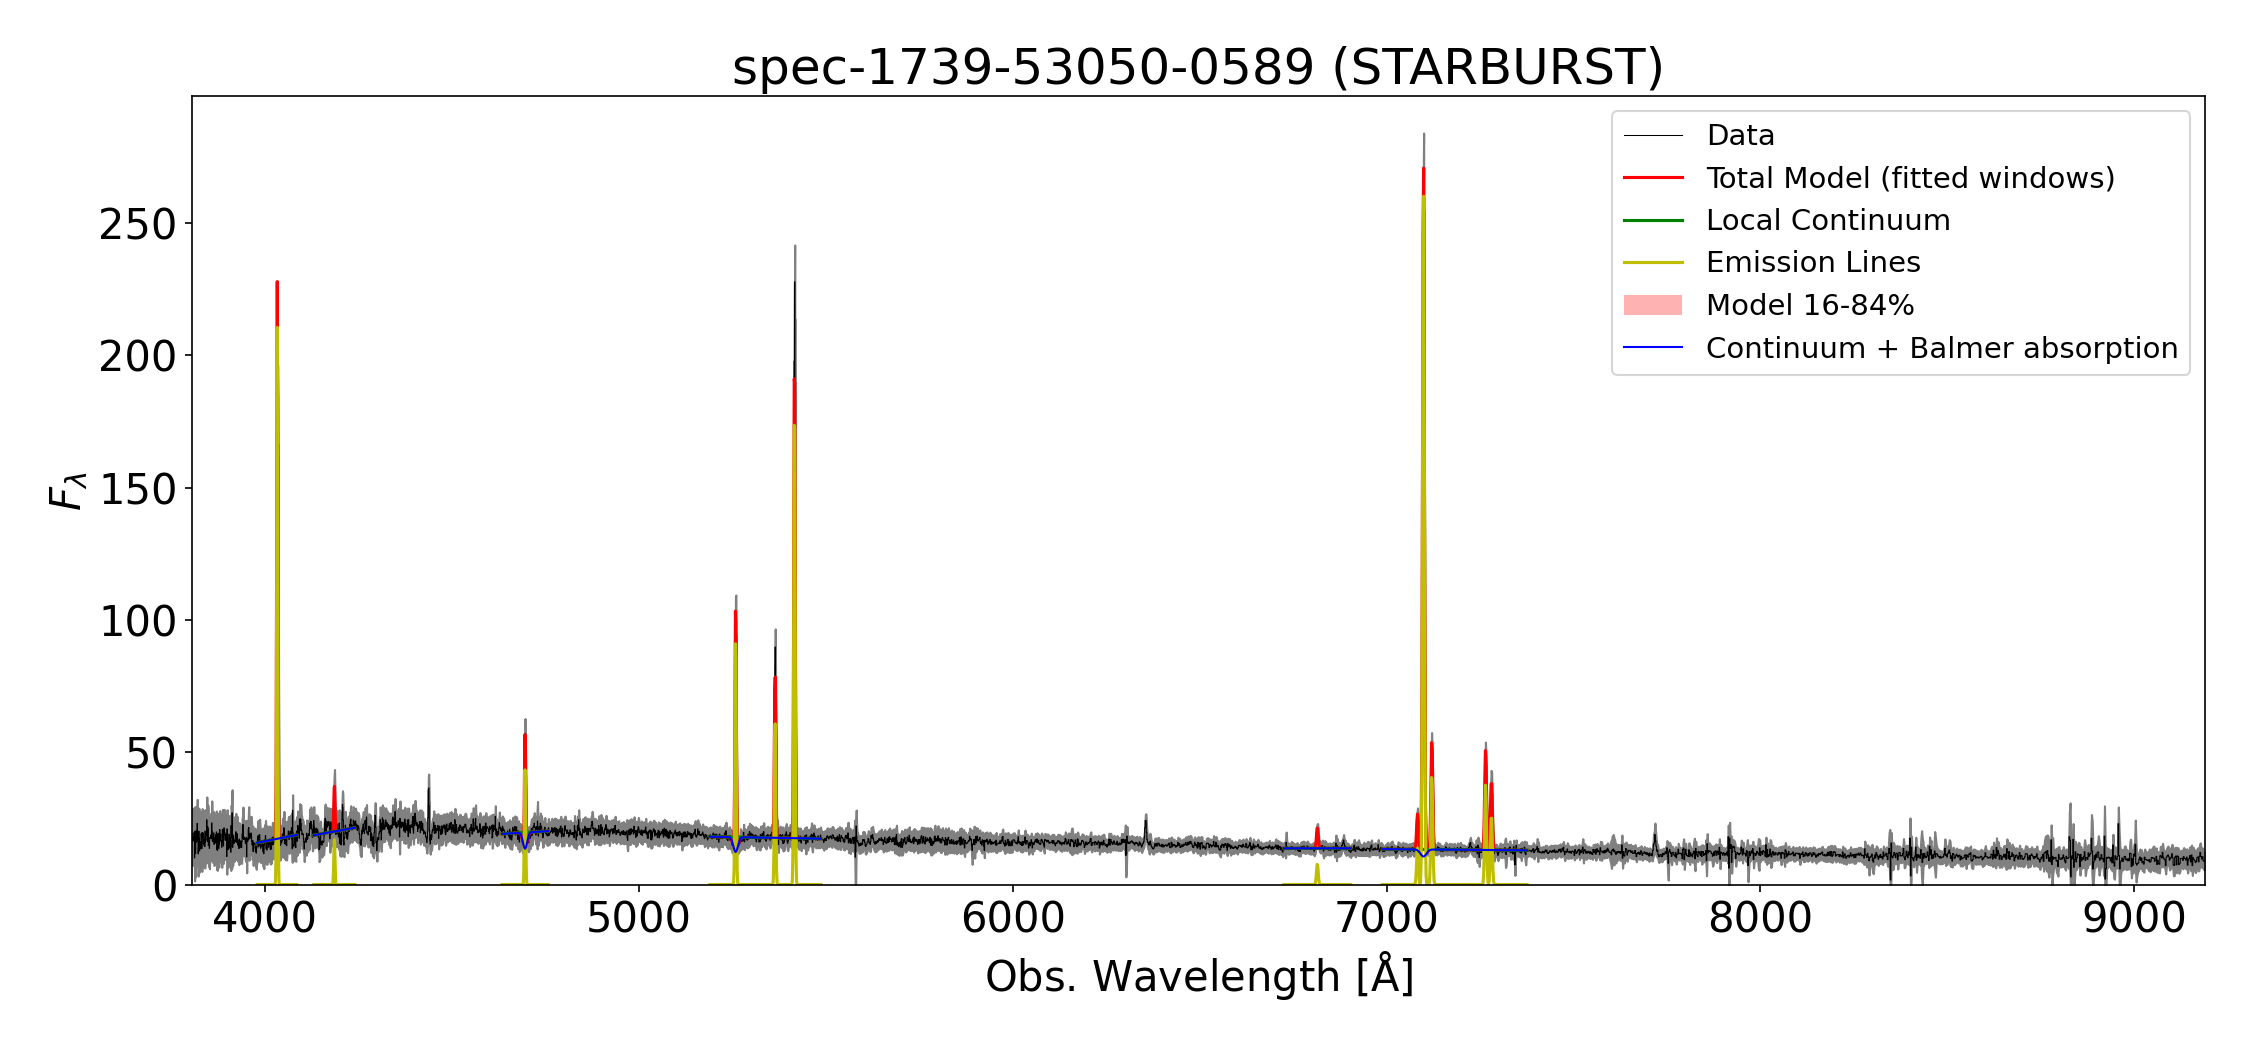 spec-1739-53050-0589 (STARBURST)
Data
Total Model (fitted windows)
Local Continuum
Emission Lines
Model 16-84%
Continuum + Balmer absorption
250
200
150
100
50
0
Fλ
4000 5000 6000 7000 8000 9000
Obs. Wavelength [Å]